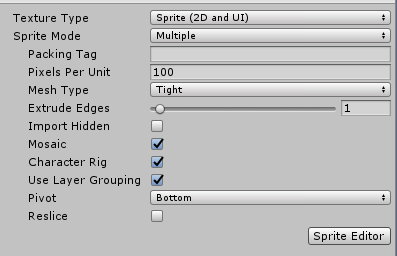 Texture Type Sprite (2D and UI)
Sprite Mode Multiple
Packing Tag
Pixels Per Unit 100
Mesh Type Tight
Extrude Edges 1
Import Hidden
Mosaic
Character Rig
Use Layer Grouping
Pivot Bottom
Reslice
Sprite Editor